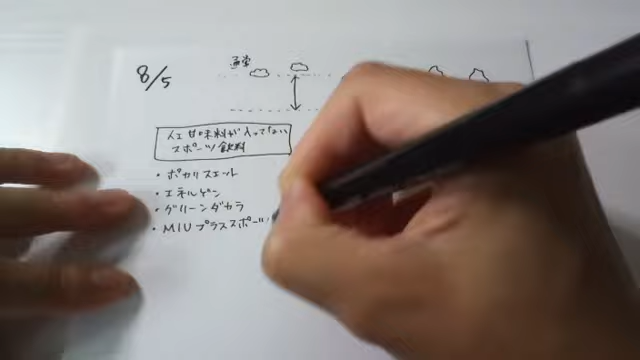 8/5
通常
人工甘味料が入ってない
スポーツ飲料
・ポカリスエット
・エネルゲン
・グリーンダカラ
・MIUプラススポーツ